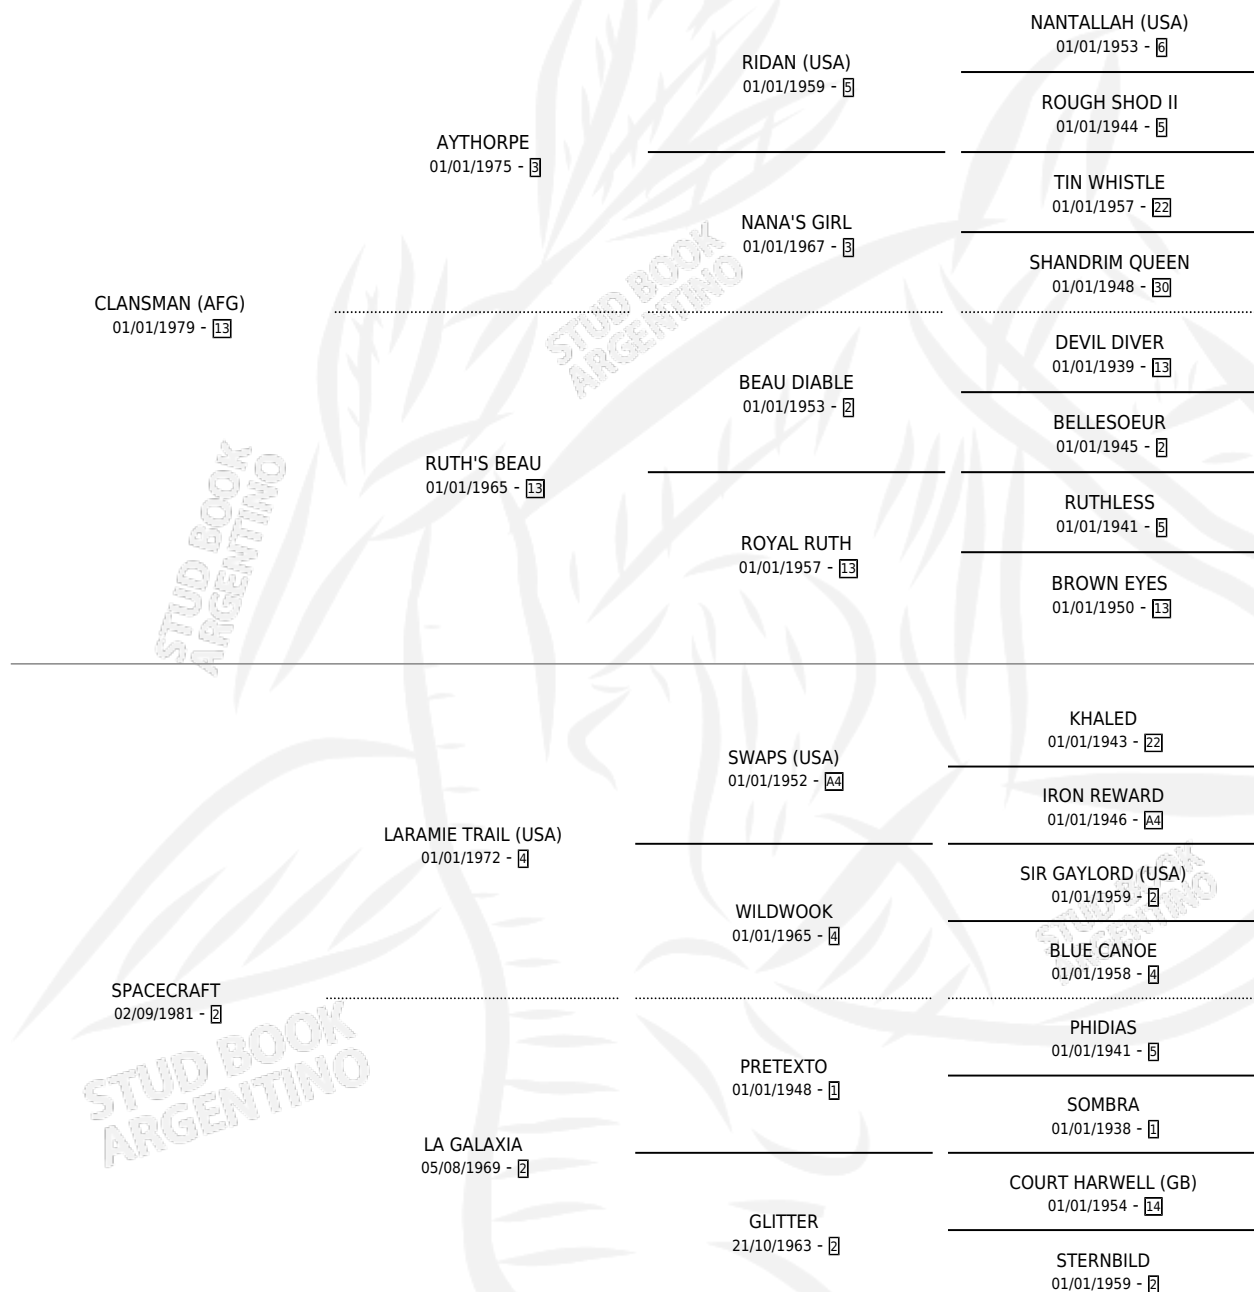 NANTALLAH (USA)
01/01/1953 - 6
RIDAN (USA)
01/01/1959 - 5
ROUGH SHOD II
01/01/1944 - 5
AYTHORPE
01/01/1975 - 3
TIN WHISTLE
01/01/1957 - 22
NANA'S GIRL
01/01/1967 - 3
SHANDRIM QUEEN
01/01/1948 - 30
CLANSMAN (AFG)
01/01/1979 - 13
DEVIL DIVER
01/01/1939 - 13
BEAU DIABLE
01/01/1953 - 2
BELLESOEUR
01/01/1945 - 2
RUTH'S BEAU
01/01/1965 - 13
RUTHLESS
01/01/1941 - 5
ROYAL RUTH
01/01/1957 - 13
BROWN EYES
01/01/1950 - 13
KHALED
01/01/1943 - 22
SWAPS (USA)
01/01/1952 - A4
IRON REWARD
01/01/1946 - A4
LARAMIE TRAIL (USA)
01/01/1972 - 4
SIR GAYLORD (USA)
01/01/1959 - 2
WILDWOOK
01/01/1965 - 4
BLUE CANOE
01/01/1958 - 4
SPACECRAFT
02/09/1981 - 2
PHIDIAS
01/01/1941 - 5
PRETEXTO
01/01/1948 - 1
SOMBRA
01/01/1938 - 1
LA GALAXIA
05/08/1969 - 2
COURT HARWELL (GB)
01/01/1954 - 14
GLITTER
21/10/1963 - 2
STERNBILD
01/01/1959 - 2
STUD BOOK
ARGENTINO
STUD BOOK
ARGENTINO
STUD BOOK
ARGENTINO
STUD BOOK
ARGENTINO